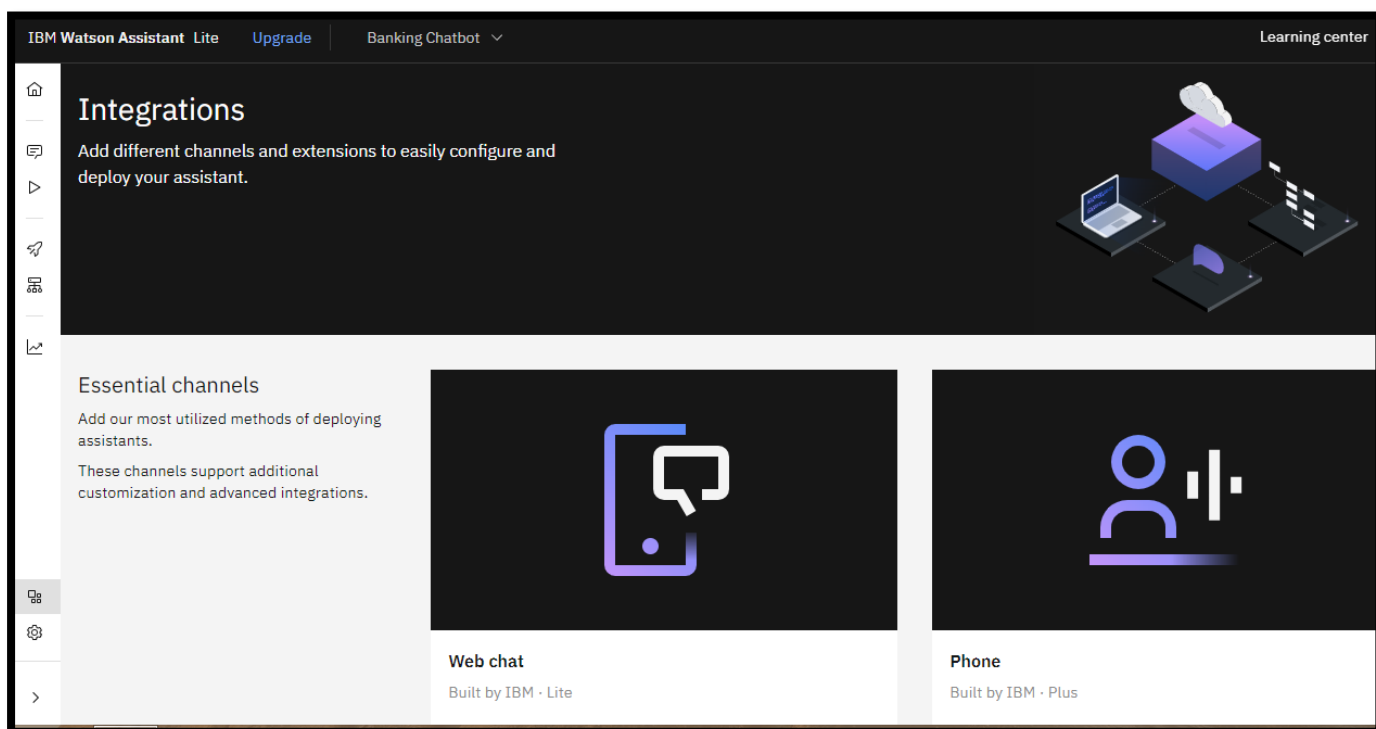 IBM Watson Assistant Lite Upgrade Banking Chatbot Learning center
Integrations
Add different channels and extensions to easily configure and
deploy your assistant.
Essential channels
Add our most utilized methods of deploying
assistants.
These channels support additional
customization and advanced integrations.
Web chat
Built by IBM · Lite
Phone
Built by IBM · Plus